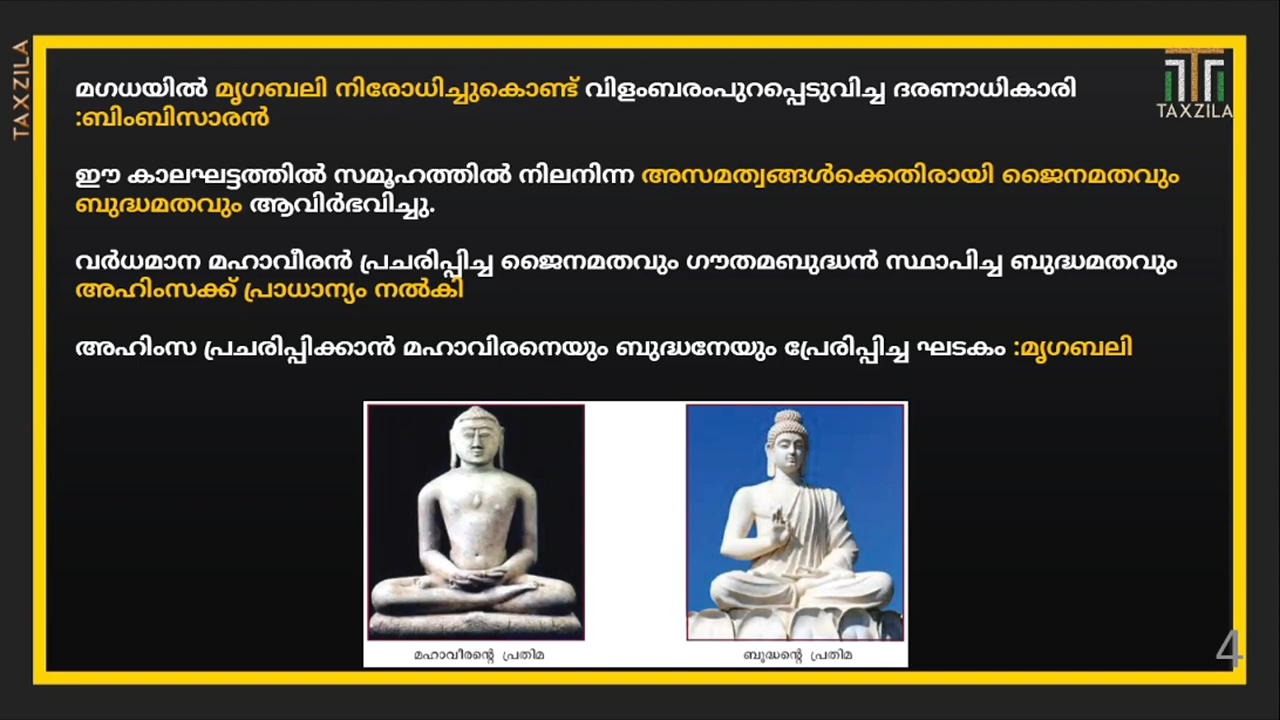 TAXZILA
TAXZILA
മഗധയിൽ മൃഗബലി നിരോധിച്ചുകൊണ്ട് വിളംബരംപുറപ്പെടുവിച്ച ദരണാധികാരി
:ബിംബിസാരൻ
ഈ കാലഘട്ടത്തിൽ സമൂഹത്തിൽ നിലനിന്ന അസമത്വങ്ങൾക്കെതിരായി ജൈനമതവും
ബുദ്ധമതവും ആവിർഭവിച്ചു.
വർധമാന മഹാവീരൻ പ്രചരിപ്പിച്ച ജൈനമതവും ഗൗതമബുദ്ധൻ സ്ഥാപിച്ച ബുദ്ധമതവും
അഹിംസക്ക് പ്രാധാന്യം നൽകി
അഹിംസ പ്രചരിപ്പിക്കാൻ മഹാവിരനെയും ബുദ്ധനേയും പ്രേരിപ്പിച്ച ഘടകം :മൃഗബലി
മഹാവീരന്റെ പ്രതിമ
ബുദ്ധന്റെ പ്രതിമ
4